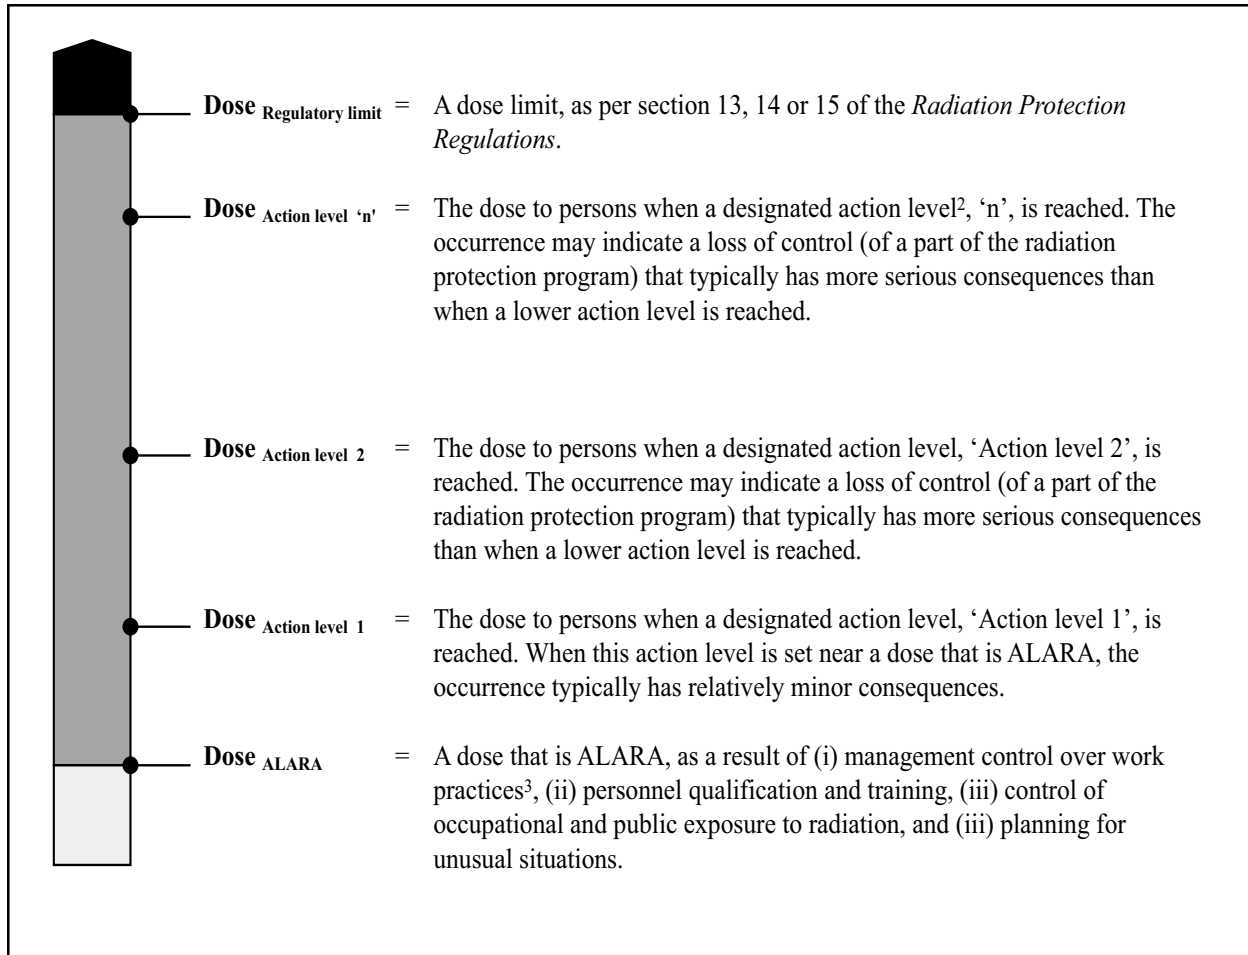 Dose Regulatory limit = A dose limit, as per section 13, 14 or 15 of the Radiation Protection
Regulations.
Dose Action level ‘n' = The dose to persons when a designated action level2, ‘n’, is reached. The
occurrence may indicate a loss of control (of a part of the radiation
protection program) that typically has more serious consequences than
when a lower action level is reached.
Dose Action level 2 = The dose to persons when a designated action level, ‘Action level 2’, is
reached. The occurrence may indicate a loss of control (of a part of the
radiation protection program) that typically has more serious consequences
than when a lower action level is reached.
Dose Action level 1 = The dose to persons when a designated action level, ‘Action level 1’, is
reached. When this action level is set near a dose that is ALARA, the
occurrence typically has relatively minor consequences.
Dose ALARA = A dose that is ALARA, as a result of (i) management control over work
practices3, (ii) personnel qualification and training, (iii) control of
occupational and public exposure to radiation, and (iii) planning for
unusual situations.